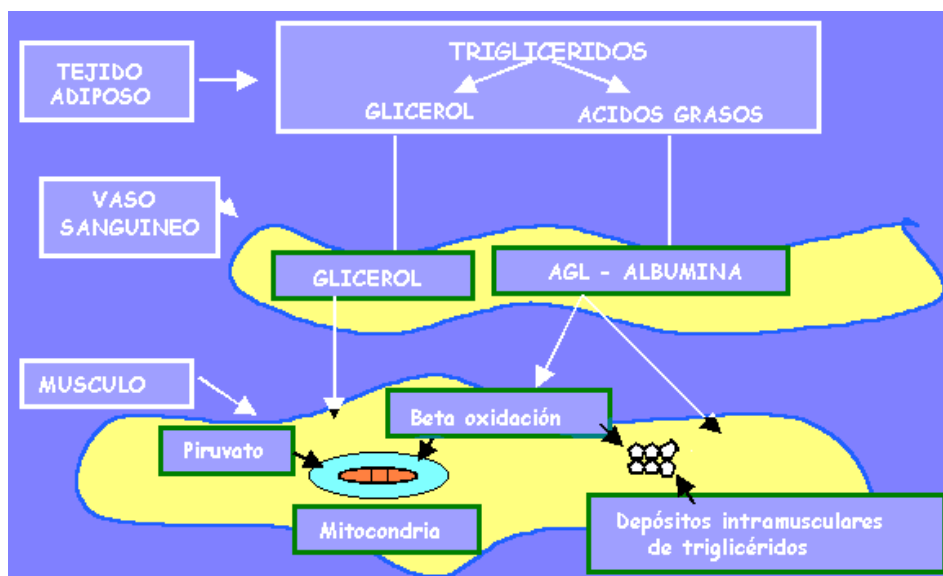 TRIGLICERIDOS
TEJIDO
ADIPOSO
GLICEROL
ACIDOS GRASOS
VASO
SANGUINEO
GLICEROL
AGL - ALBUMINA
MUSCULO
Beta oxidación
Piruvato
Mitocondria
Depósitos intramusculares
de triglicéridos